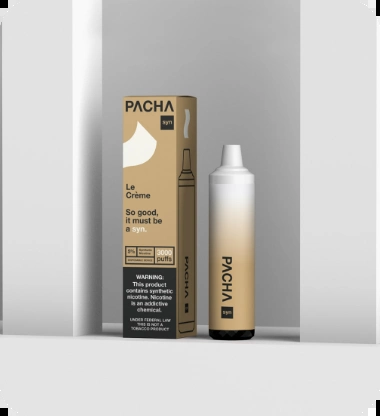 PACHA
syn
Le
Crème
So good,
it must be
a syn.
5%
puffs
WARNING:
This product
contains synthetic
nicotine. Nicotine
is an addictive
chemical.
UNDER FEDERAL LAW
THIS IS NOT A
TOBACCO PRODUCT
PACHA
PACHA
syn